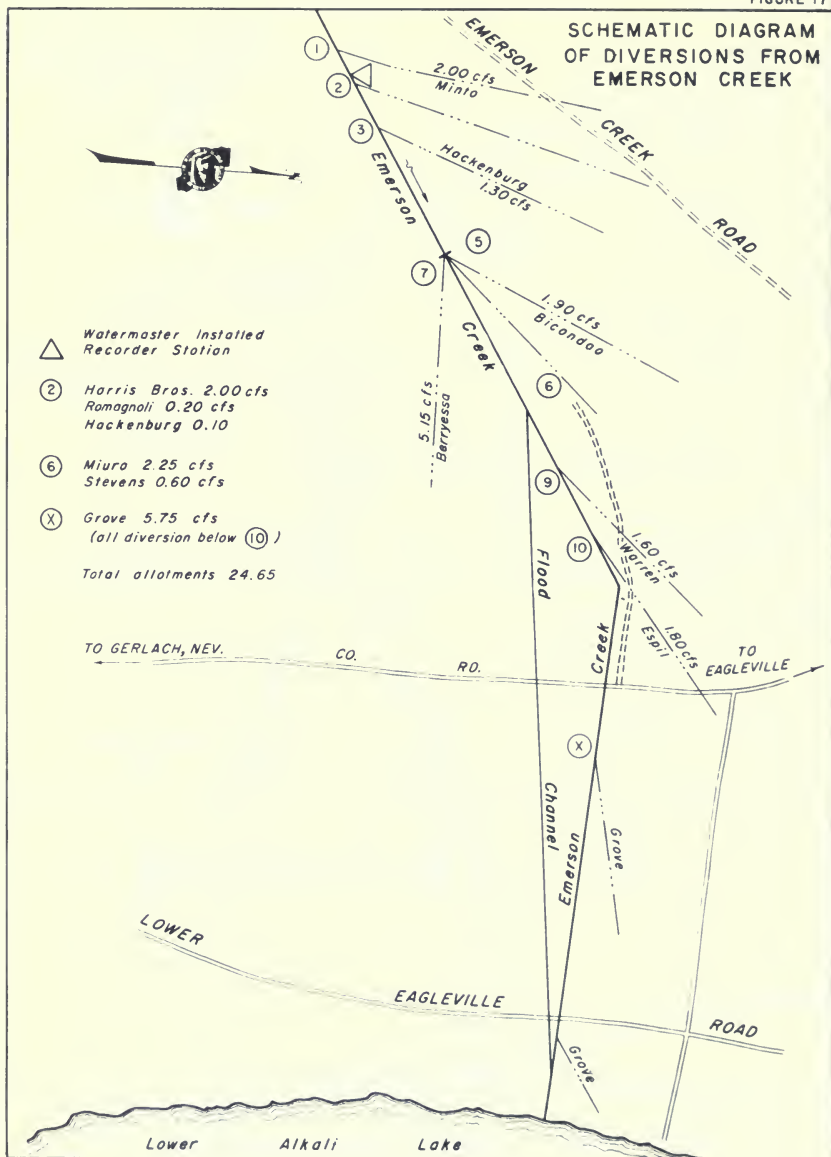 FIGURE 17
SCHEMATIC DIAGRAM
OF DIVERSIONS FROM
EMERSON CREEK
EMERSON CREEK ROAD
1
2.00 cfs
Minto
2
3
Hackenburg
1.30 cfs
Emerson
Creek
5
7
1.90 cfs
Bicondoa
5.15 cfs
Berryessa
6
Watermaster Installed
Recorder Station
2 Harris Bros. 2.00 cfs
Romagnoli 0.20 cfs
Hackenburg 0.10
6 Miura 2.25 cfs
Stevens 0.60 cfs
X Grove 5.75 cfs
(all diversion below 10 )
Total allotments 24.65
9
10
1.60 cfs
Warren
1.80 cfs
Espil
Flood
Channel
Creek
Emerson
TO GERLACH, NEV.
CO. RD.
TO
EAGLEVILLE
X
Grove
LOWER EAGLEVILLE ROAD
Grove
Lower Alkali Lake